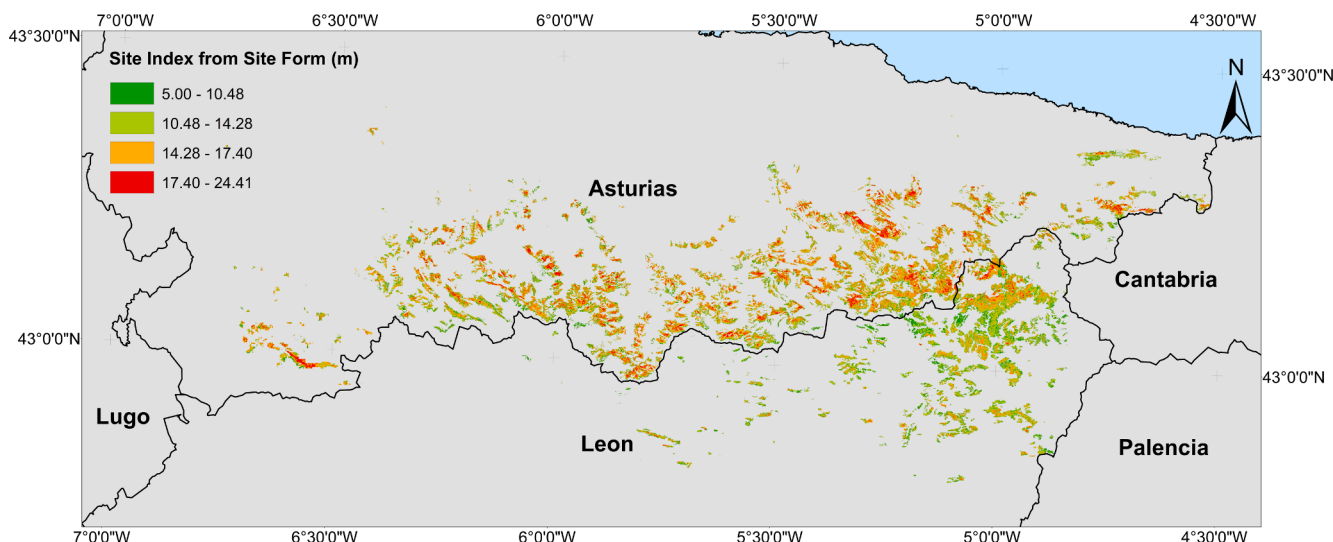 7°0'0"W 6°30'0"W 6°0'0"W 5°30'0"W 5°0'0"W 4°30'0"W
43°30'0"N
Site Index from Site Form (m)
N
43°30'0"N
5.00 - 10.48
10.48 - 14.28
14.28 - 17.40
17.40 - 24.41
Asturias
Cantabria
43°0'0"N
43°0'0"N
Lugo
Leon
Palencia
7°0'0"W 6°30'0"W 6°0'0"W 5°30'0"W 5°0'0"W 4°30'0"W